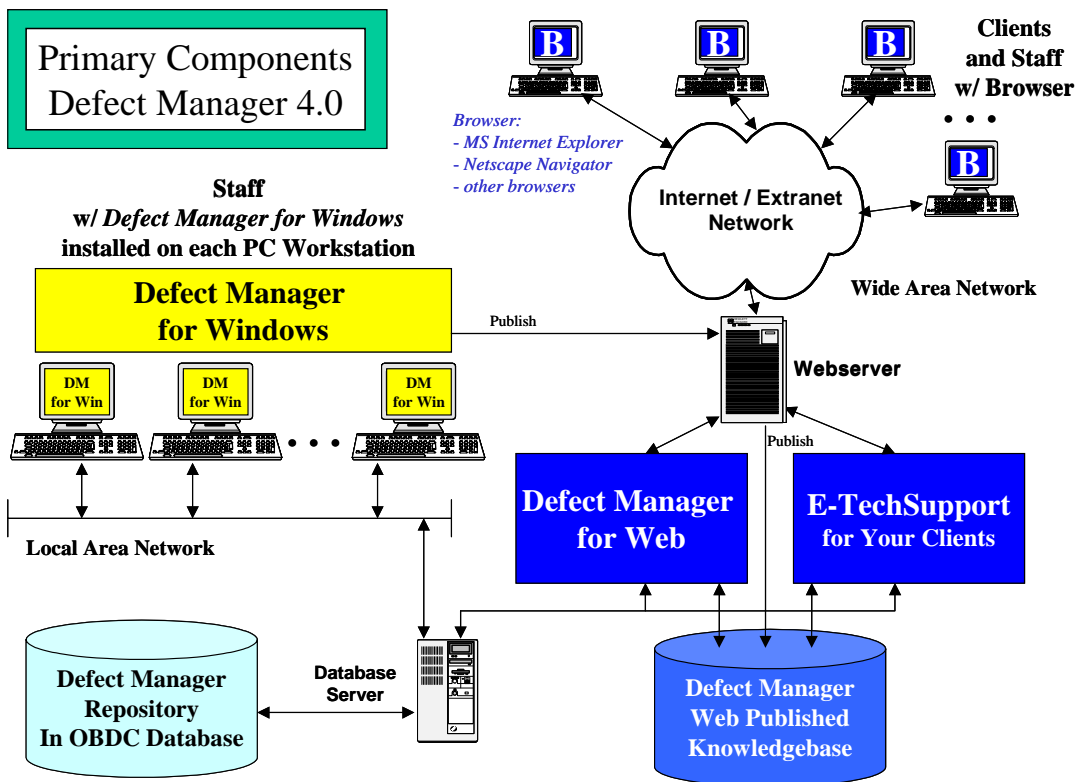 Primary Components
Defect Manager 4.0
B
B
B
Clients
and Staff
w/ Browser
• • •
B
Browser:
- MS Internet Explorer
- Netscape Navigator
- other browsers
Internet / Extranet
Network
Wide Area Network
Staff
w/ Defect Manager for Windows
installed on each PC Workstation
Defect Manager
for Windows
Publish
Webserver
DM
for Win
DM
for Win
• • •
DM
for Win
Publish
Local Area Network
Defect Manager
for Web
E-TechSupport
for Your Clients
Database
Server
Defect Manager
Repository
In OBDC Database
Defect Manager
Web Published
Knowledgebase